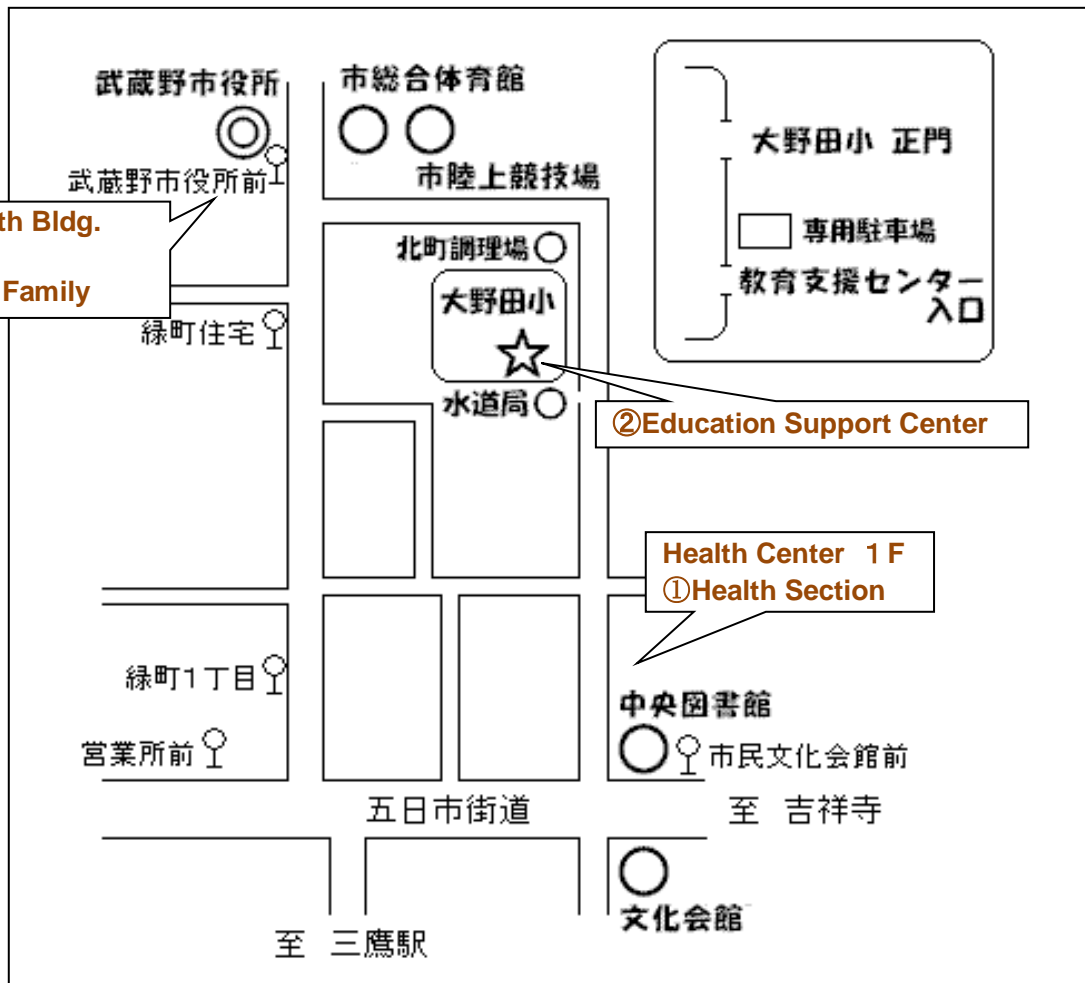 武蔵野市役所
市総合体育館
武蔵野市役所前
市陸上競技場
大野田小 正門
専用駐車場
教育支援センター
入口
th Bldg.
Family
北町調理場
大野田小
緑町住宅
水道局
②Education Support Center
Health Center １F
①Health Section
緑町1丁目
営業所前
中央図書館
市民文化会館前
五日市街道
至 吉祥寺
文化会館
至 三鷹駅